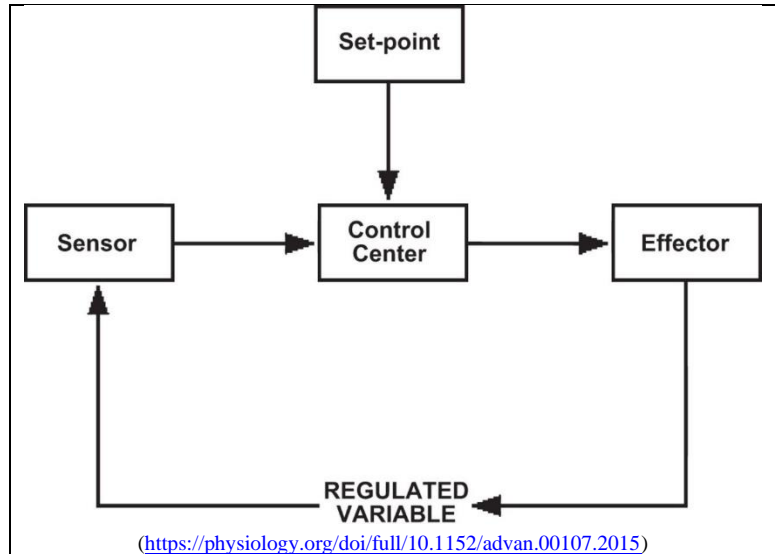 Set-point
Sensor
Control
Center
Effector
REGULATED
VARIABLE
(https://physiology.org/doi/full/10.1152/advan.00107.2015)